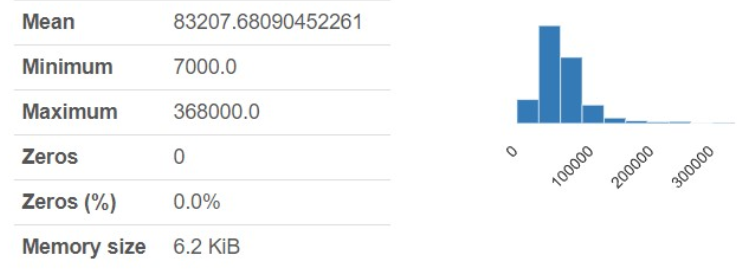 Mean 83207.68090452261
Minimum 7000.0
Maximum 368000.0
Zeros 0
Zeros (%) 0.0%
Memory size 6.2 KiB
0 100000 200000 300000